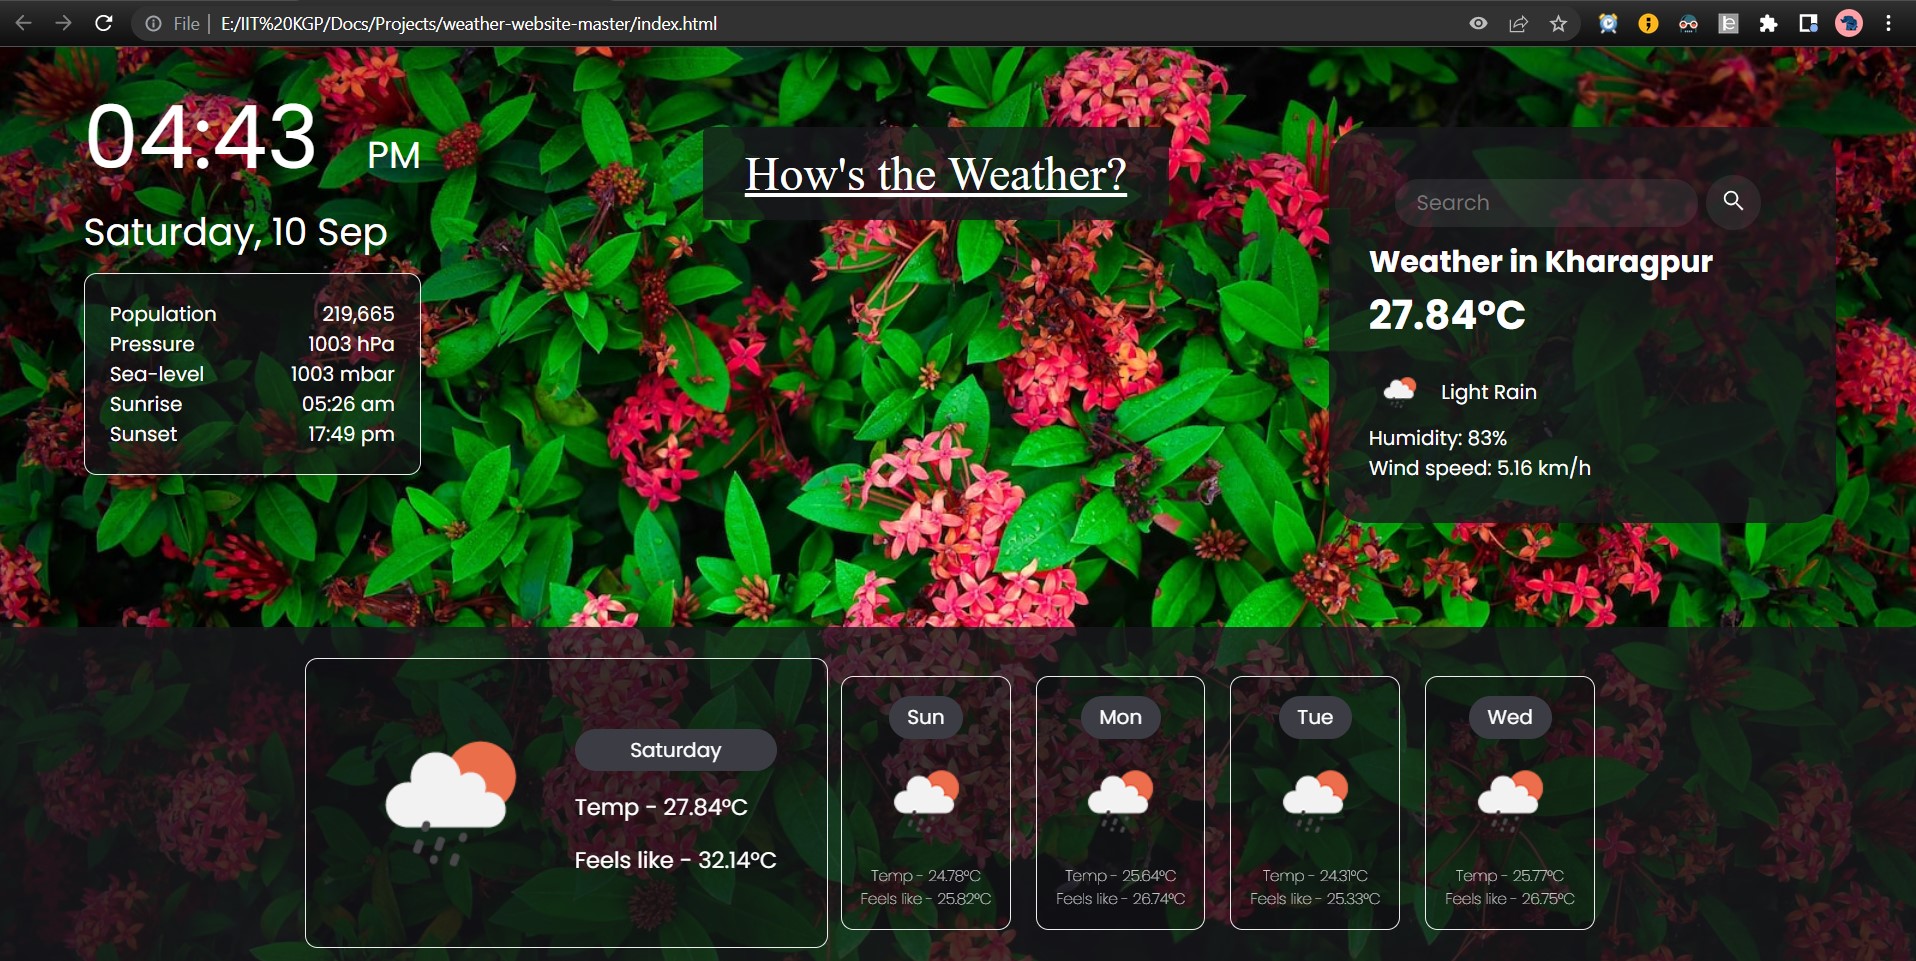 File | E:/IIT%20KGP/Docs/Projects/weather-website-master/index.html
04:43 PM
Saturday, 10 Sep
Population 219,665
Pressure 1003 hPa
Sea-level 1003 mbar
Sunrise 05:26 am
Sunset 17:49 pm
How's the Weather?
Search
Weather in Kharagpur
27.84°C
Light Rain
Humidity: 83%
Wind speed: 5.16 km/h
Saturday
Temp - 27.84°C
Feels like - 32.14°C
Sun
Temp - 24.78°C
Feels like - 25.82°C
Mon
Temp - 25.64°C
Feels like - 26.74°C
Tue
Temp - 24.31°C
Feels like - 25.33°C
Wed
Temp - 25.77°C
Feels like - 26.75°C